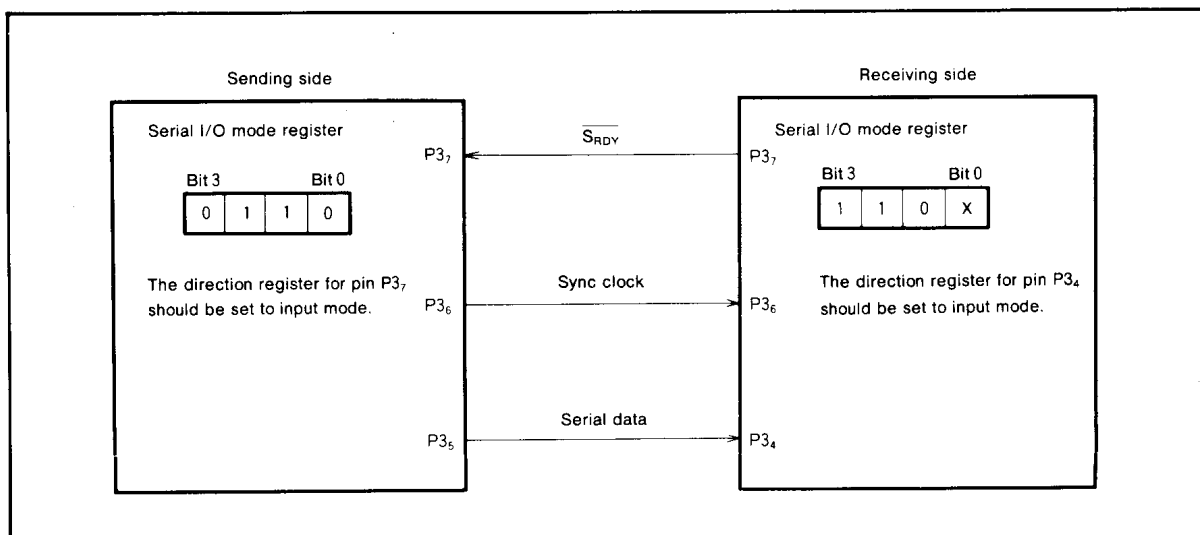 Sending side
Serial I/O mode register
Bit 3 Bit 0
0 1 1 0
The direction register for pin P3₇
should be set to input mode.
P3₇
P3₆
P3₅
S̅R̅D̅Y̅
Sync clock
Serial data
Receiving side
Serial I/O mode register
P3₇
Bit 3 Bit 0
1 1 0 X
The direction register for pin P3₄
should be set to input mode.
P3₆
P3₄